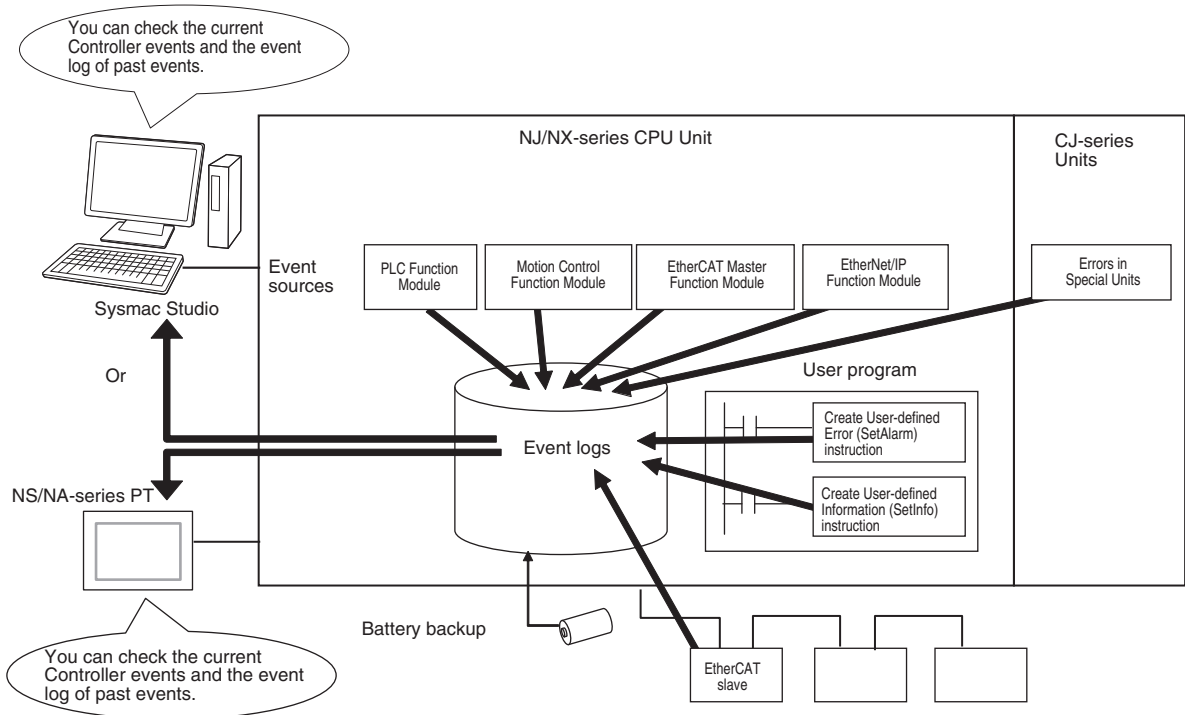 You can check the current
Controller events and the event
log of past events.
NJ/NX-series CPU Unit
CJ-series
Units
Event
sources
PLC Function
Module
Motion Control
Function Module
EtherCAT Master
Function Module
EtherNet/IP
Function Module
Errors in
Special Units
Sysmac Studio
Or
User program
Event logs
Create User-defined
Error (SetAlarm)
instruction
Create User-defined
Information (SetInfo)
instruction
NS/NA-series PT
Battery backup
EtherCAT
slave
You can check the current
Controller events and the event
log of past events.